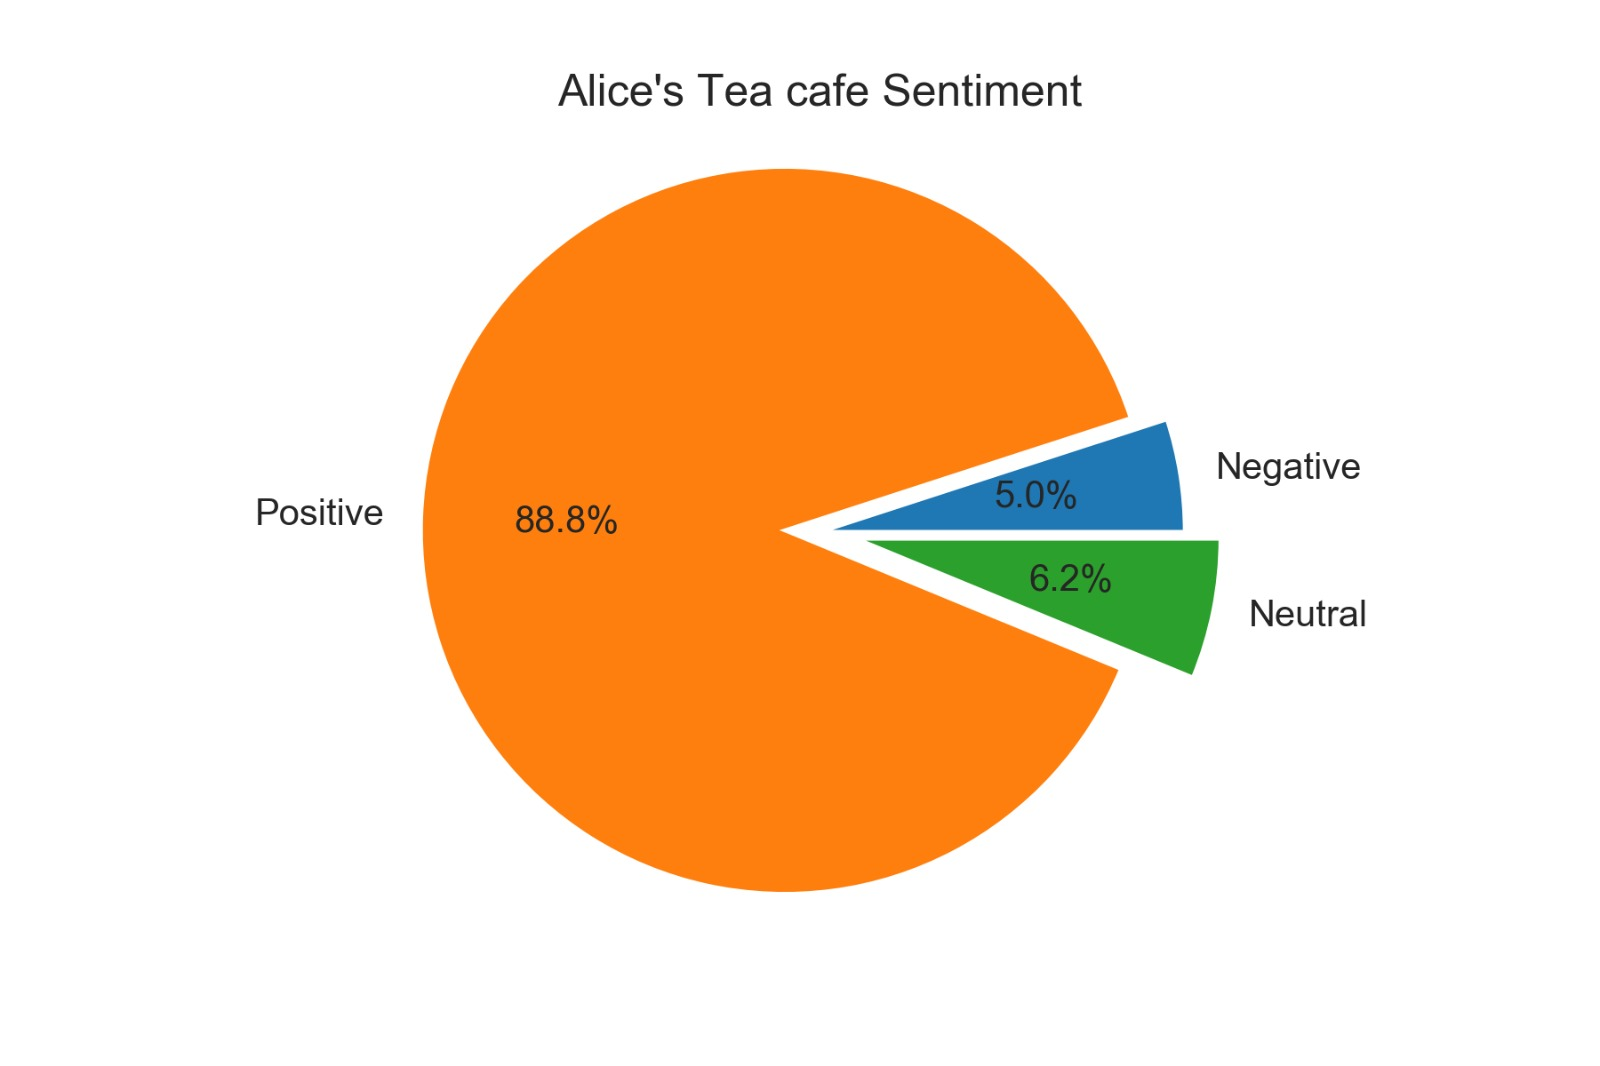 Alice's Tea cafe Sentiment
Negative
5.0%
Positive
88.8%
6.2%
Neutral